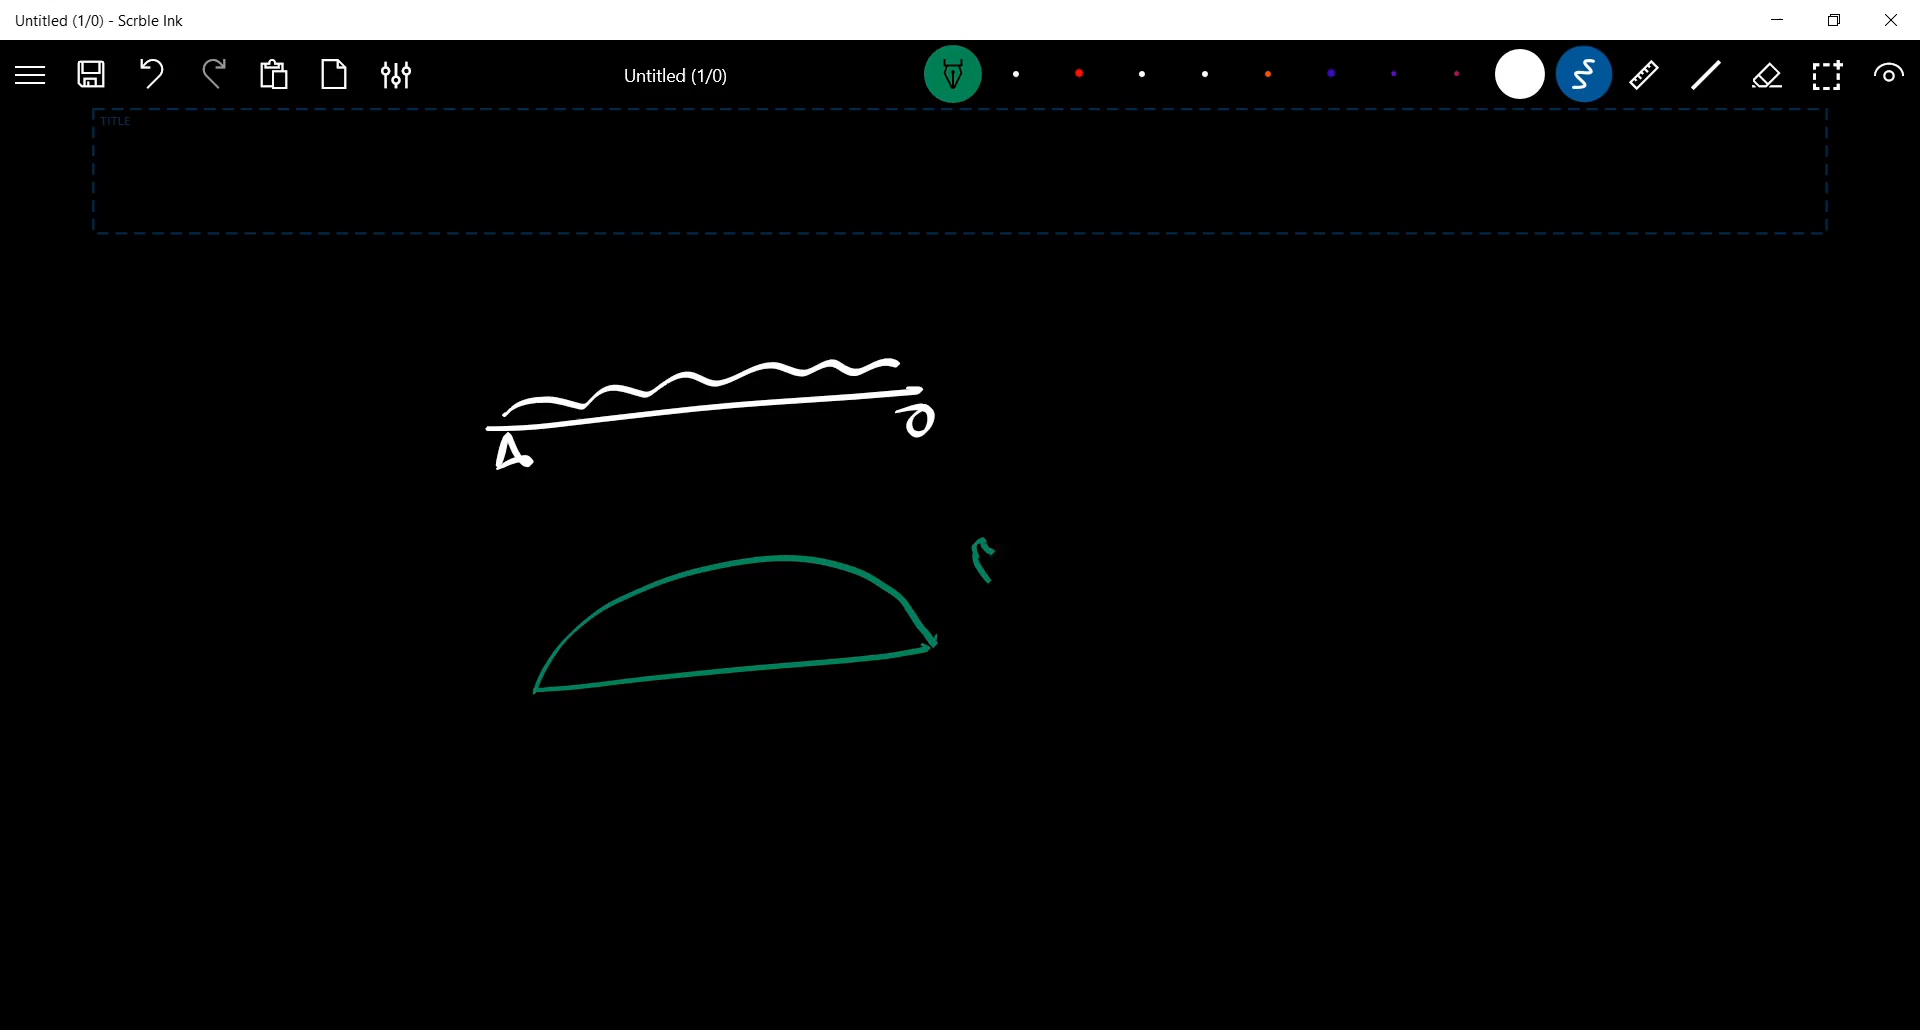 Untitled (1/0) - Scrble Ink
Untitled (1/0)
TITLE
A